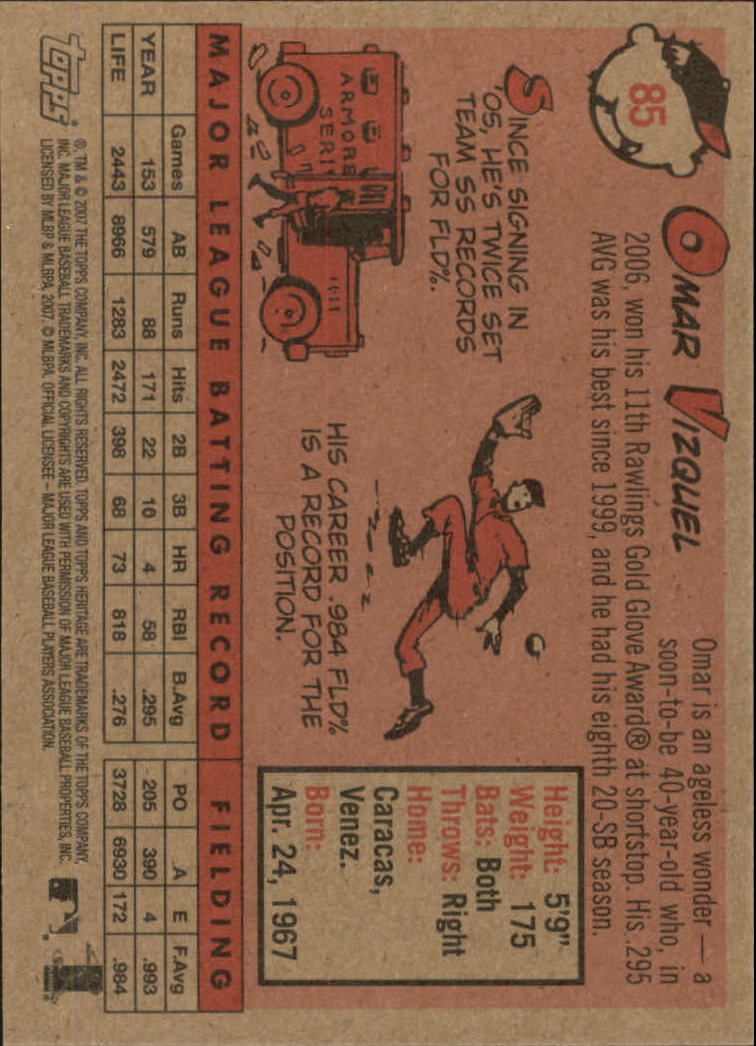 85
OMAR VIZQUEL
Omar is an ageless wonder — a
soon-to-be 40-year-old who, in
2006, won his 11th Rawlings Gold Glove Award® at shortstop. His .295
AVG was his best since 1999, and he had his eighth 20-SB season.
SINCE SIGNING IN
'05, HE'S TWICE SET
TEAM SS RECORDS
FOR FLD%.
ARMORE
SERV
HIS CAREER .984 FLD%
IS A RECORD FOR THE
POSITION.
Height: 5'9"
Weight: 175
Bats: Both
Throws: Right
Home:
Caracas,
Venez.
Born:
Apr. 24, 1967
MAJOR LEAGUE BATTING RECORD FIELDING
Games AB Runs Hits 2B 3B HR RBI B.Avg PO A E F.Avg
YEAR 153 579 88 171 22 10 4 58 .295 205 390 4 .993
LIFE 2443 8966 1283 2472 398 68 73 818 .276 3728 6930 172 .984
Topps
®, TM & © 2007 THE TOPPS COMPANY, INC. ALL RIGHTS RESERVED. TOPPS AND TOPPS HERITAGE ARE TRADEMARKS OF THE TOPPS COMPANY,
INC. MAJOR LEAGUE BASEBALL TRADEMARKS AND COPYRIGHTS ARE USED WITH PERMISSION OF MAJOR LEAGUE BASEBALL PROPERTIES, INC.
LICENSED BY MLBP & MLBPA, 2007. © MLBPA. OFFICIAL LICENSEE – MAJOR LEAGUE BASEBALL PLAYERS ASSOCIATION.